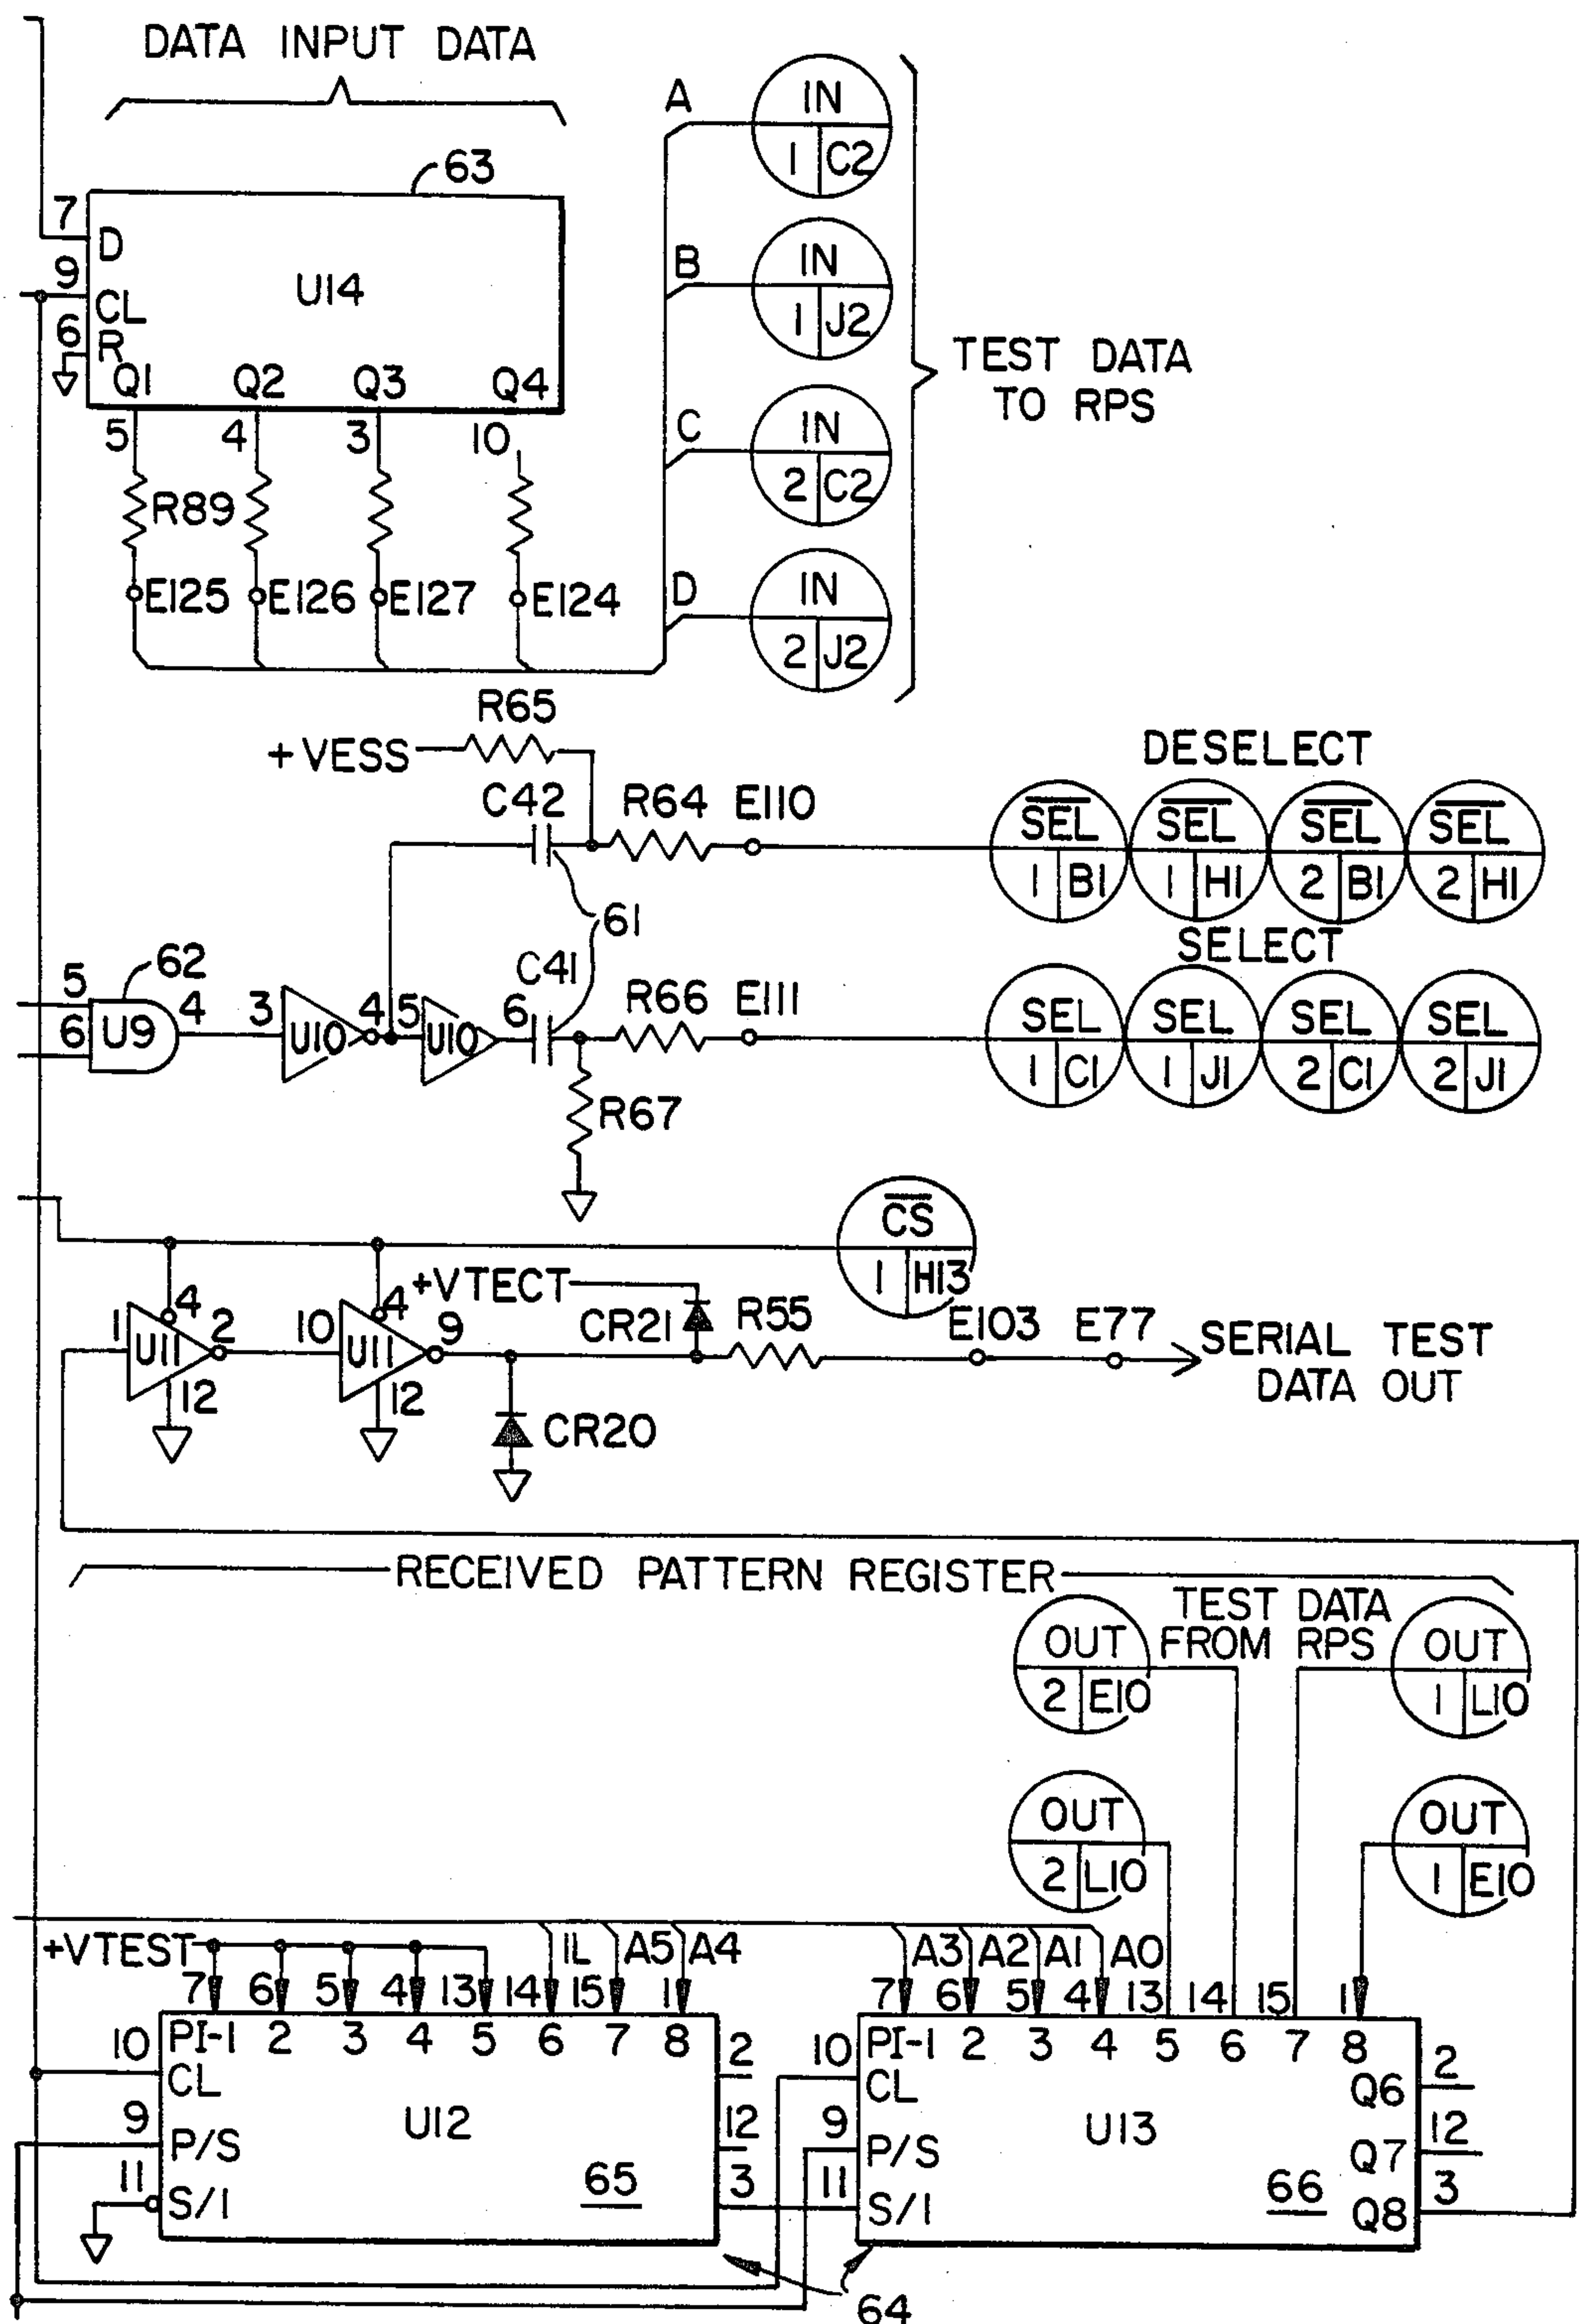 DATA INPUT DATA
63
7
D
9
CL
6
R
U14
Q1 Q2 Q3 Q4
5 4 3 10
R89
E125 E126 E127 E124
A
IN
1 C2
B
IN
1 J2
C
IN
2 C2
D
IN
2 J2
TEST DATA
TO RPS
R65
+VESS
C42 R64 E110
DESELECT
SEL SEL SEL SEL
1 B1 1 H1 2 B1 2 H1
61
SELECT
5
6
62
U9
4
3
U10
4
5
U10
6
C41
R66 E111
SEL SEL SEL SEL
1 C1 1 J1 2 C1 2 J1
R67
CS
1 H13
+VTECT
CR21
R55
E103 E77
1
U11
4
2
12
10
U11
4
9
12
CR20
SERIAL TEST
DATA OUT
RECEIVED PATTERN REGISTER
TEST DATA
FROM RPS
OUT
2 E10
OUT
1 L10
OUT
2 L10
OUT
1 E10
+VTEST
IL A5 A4 A3 A2 A1 A0
7 6 5 4 13 14 15 1
7 6 5 4 13 14 15 1
PI-1 2 3 4 5 6 7 8
PI-1 2 3 4 5 6 7 8
10
CL
9
P/S
11
S/I
U12
65
2
12
3
10
CL
9
P/S
11
S/I
U13
66
Q6 2
Q7 12
Q8 3
64